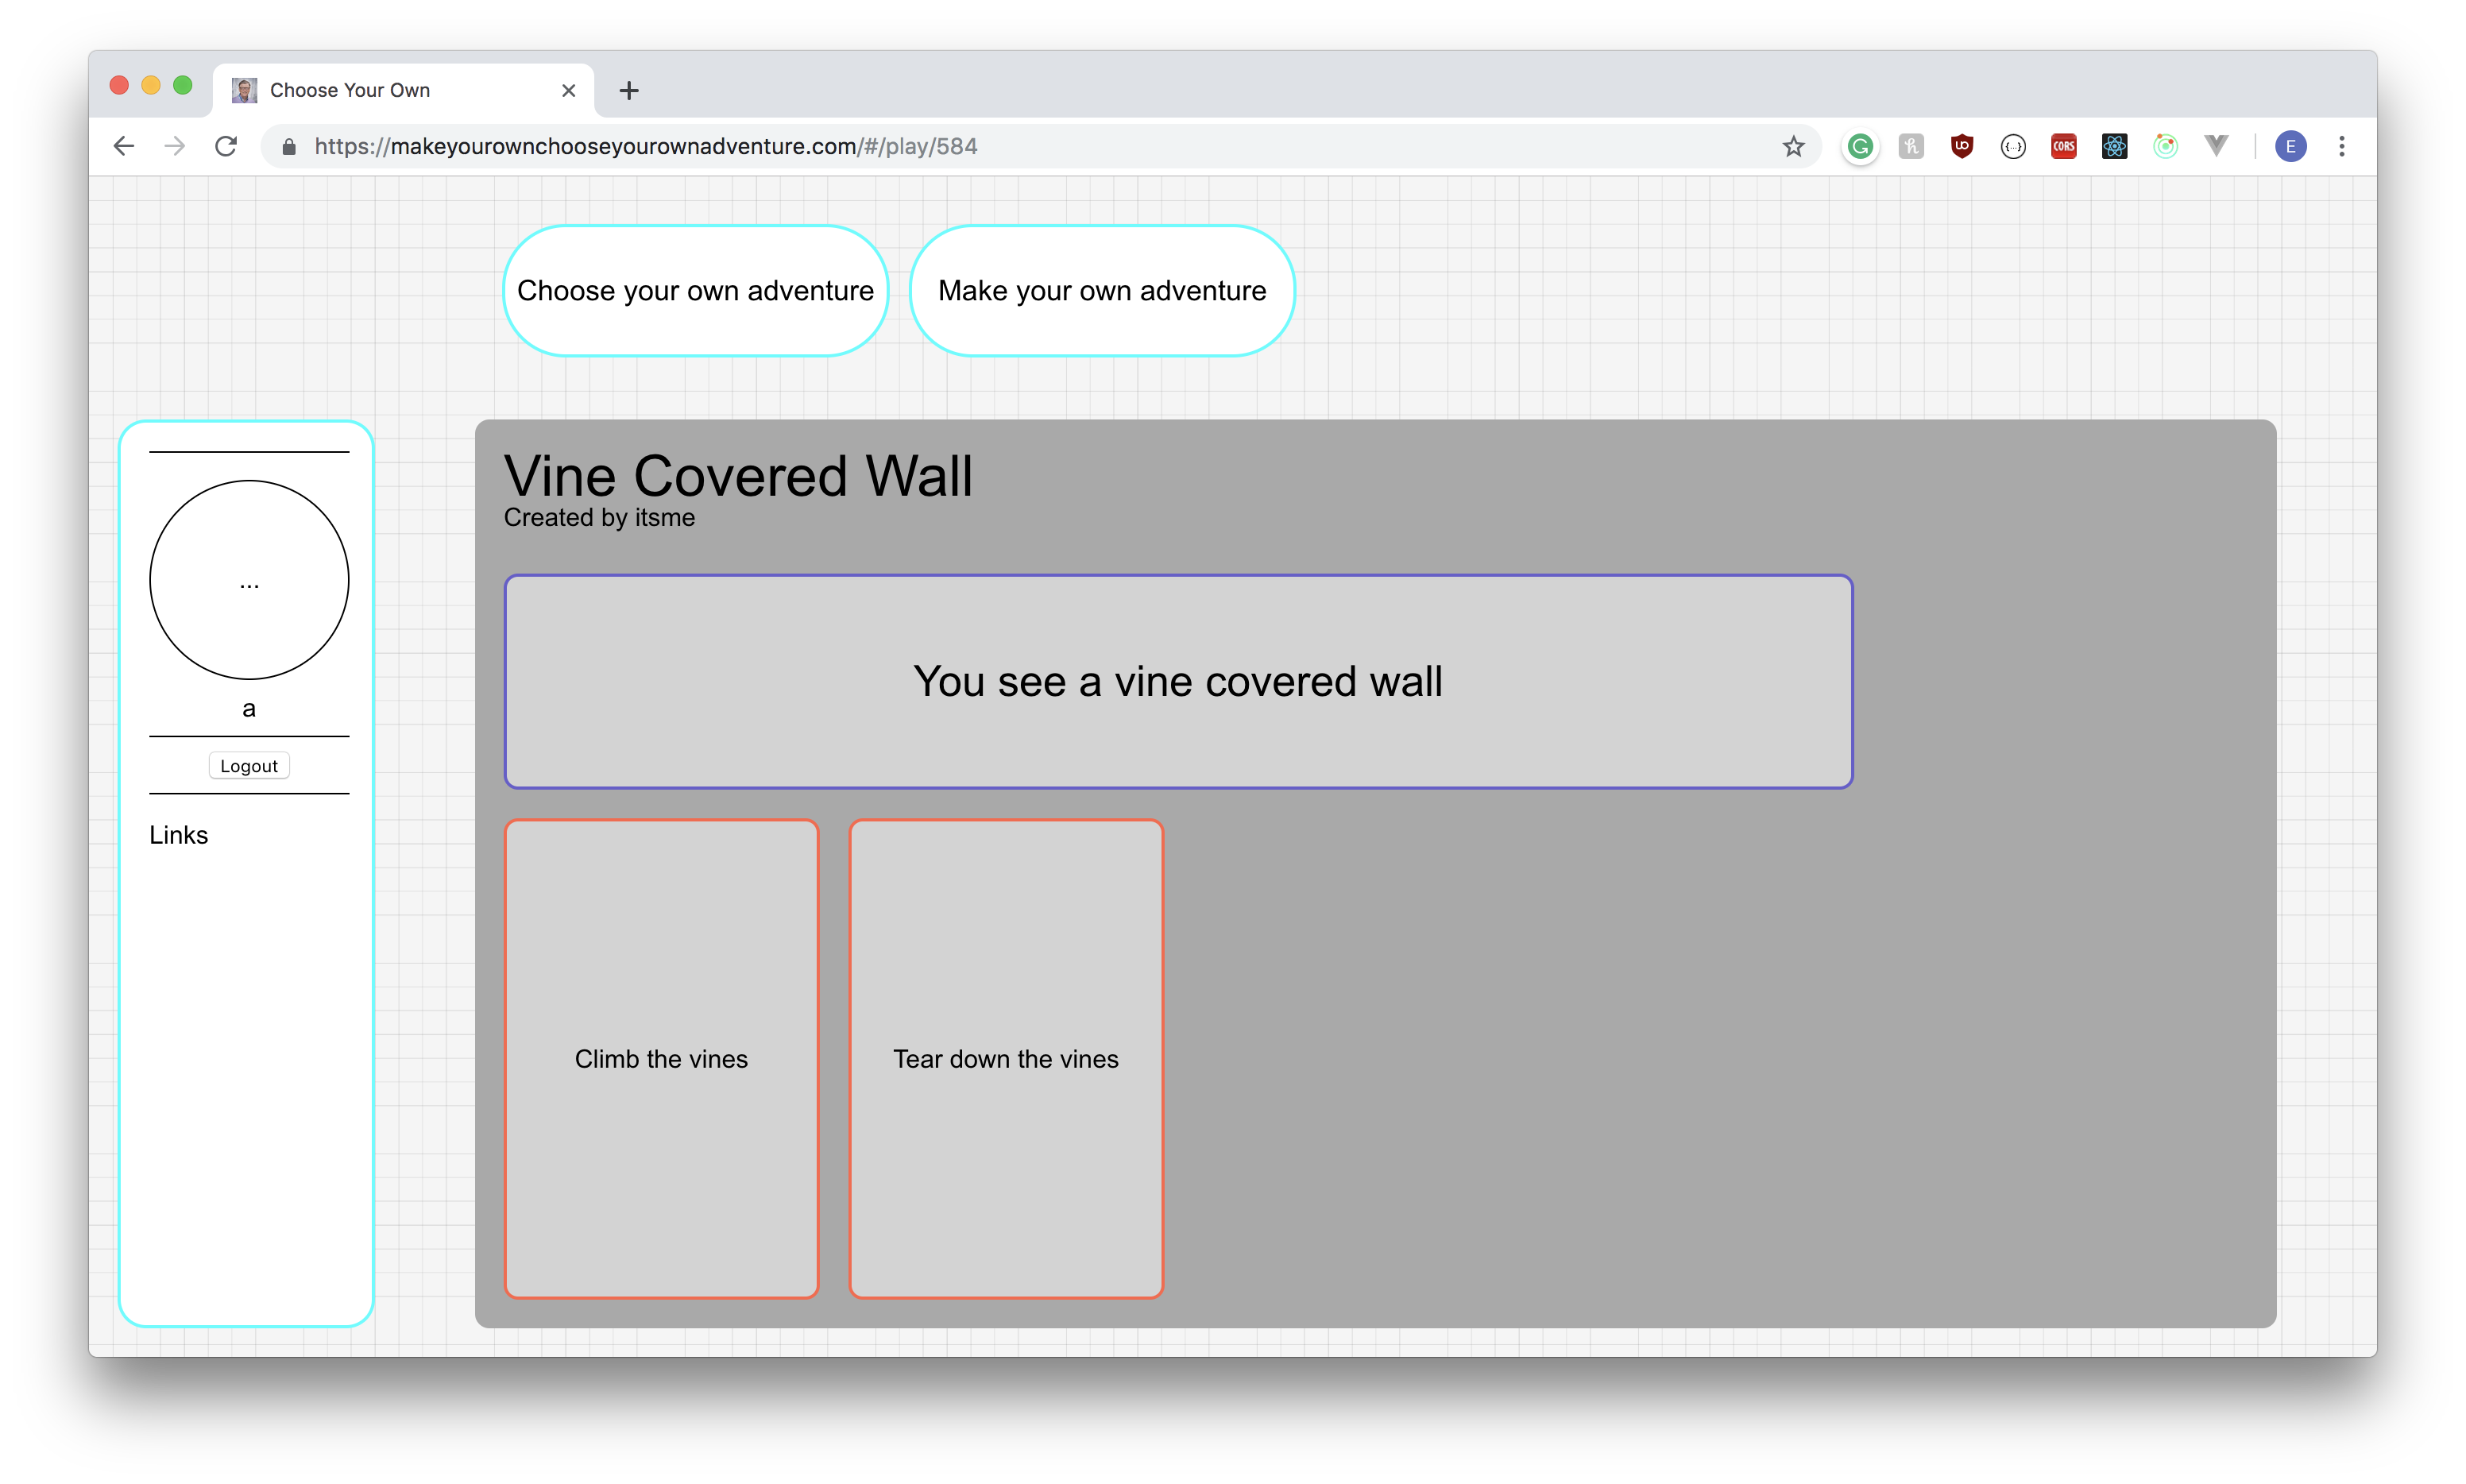 Choose Your Own
https://makeyourownchooseyourownadventure.com/#/play/584
CORS
E
Choose your own adventure
Make your own adventure
...
a
Logout
Links
Vine Covered Wall
Created by itsme
You see a vine covered wall
Climb the vines
Tear down the vines